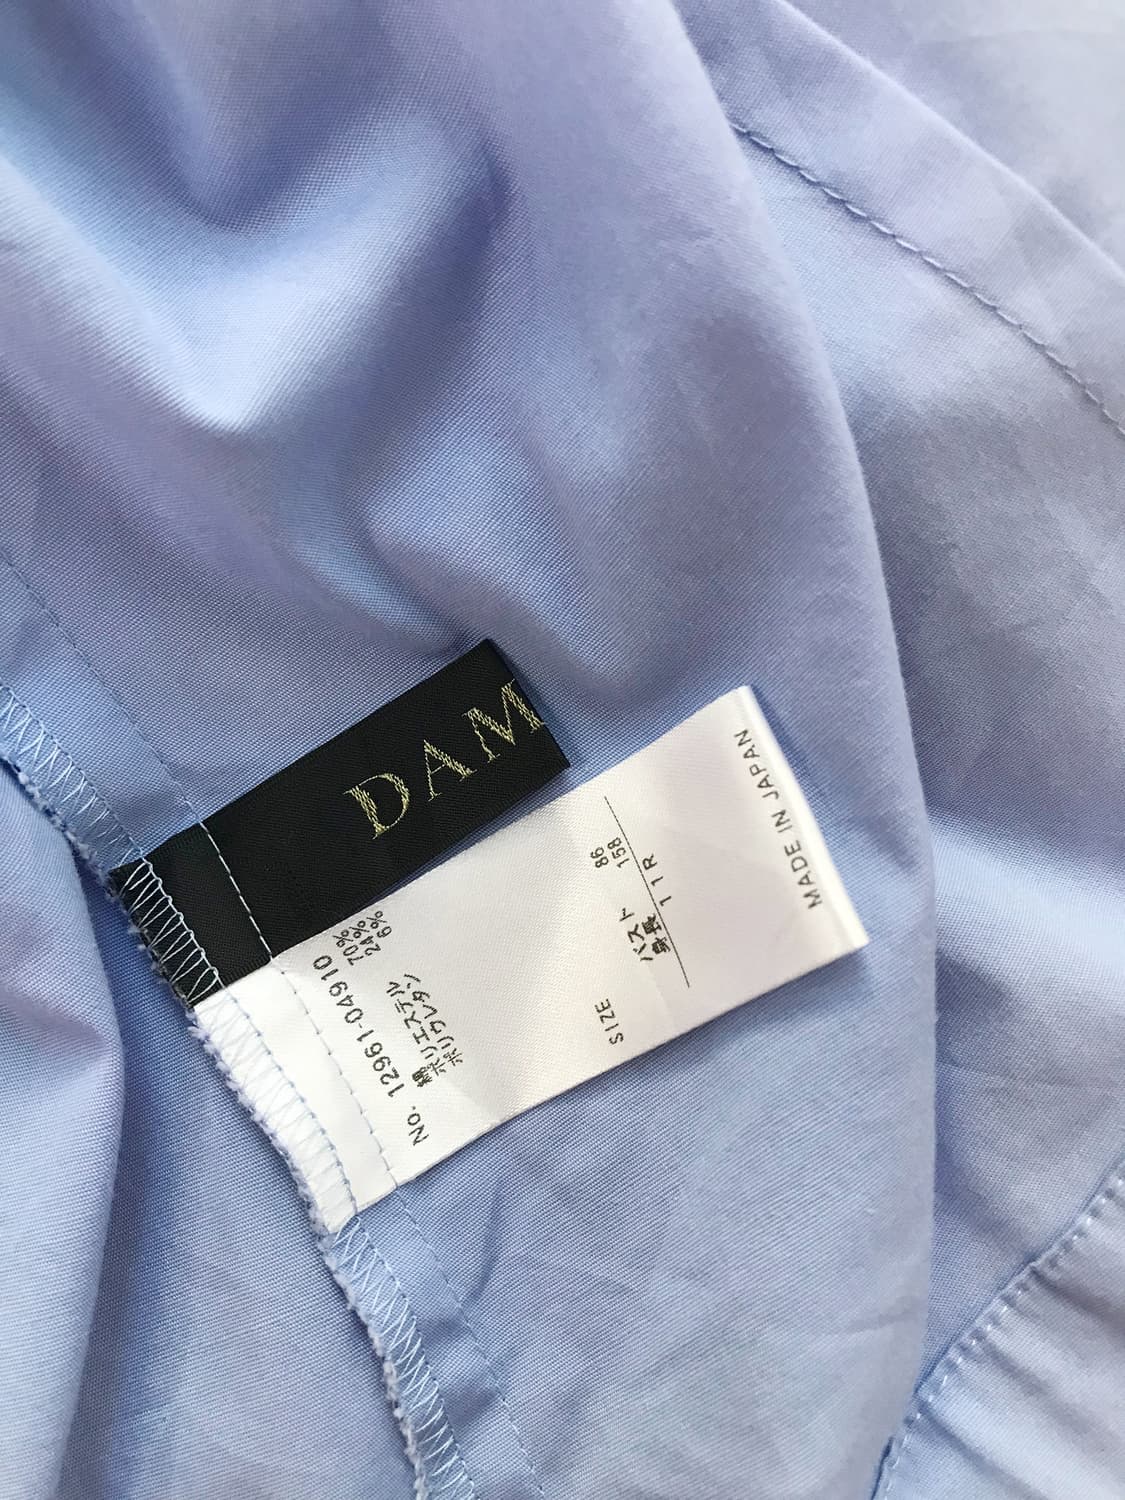 DAM
No. 12961-04910
綿 70%
ポリエステル 24%
ポリウレタン 6%
SIZE
バスト 86
身長 158
11R
MADE IN JAPAN